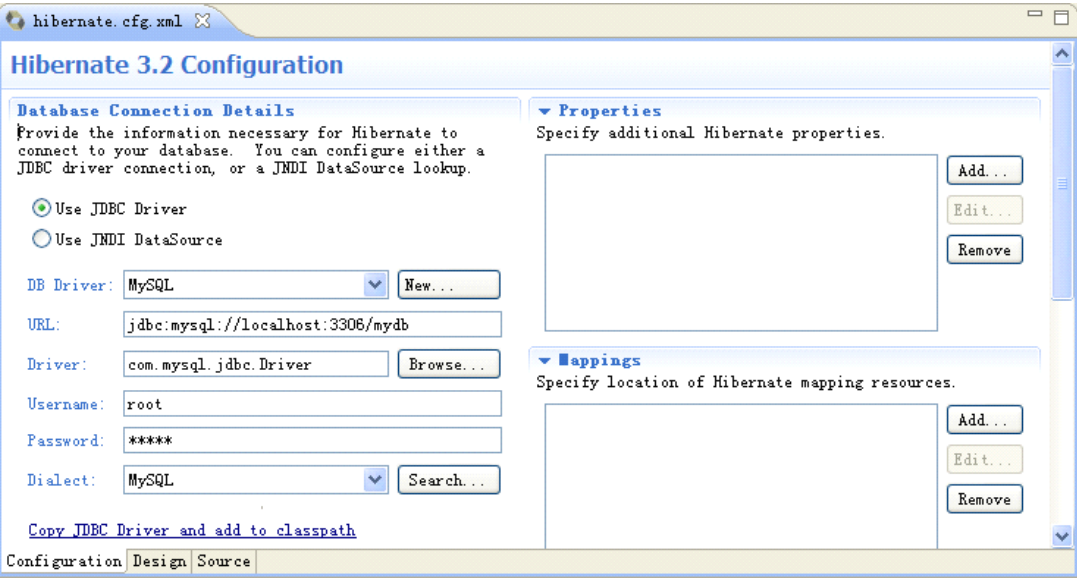 hibernate.cfg.xml
Hibernate 3.2 Configuration
Database Connection Details
Provide the information necessary for Hibernate to
connect to your database. You can configure either a
JDBC driver connection, or a JNDI DataSource lookup.
Use JDBC Driver
Use JNDI DataSource
DB Driver: MySQL New...
URL: jdbc:mysql://localhost:3306/mydb
Driver: com.mysql.jdbc.Driver Browse...
Username: root
Password: *****
Dialect: MySQL Search...
Copy JDBC Driver and add to classpath
Properties
Specify additional Hibernate properties.
Add...
Edit...
Remove
Mappings
Specify location of Hibernate mapping resources.
Add...
Edit...
Remove
Configuration Design Source